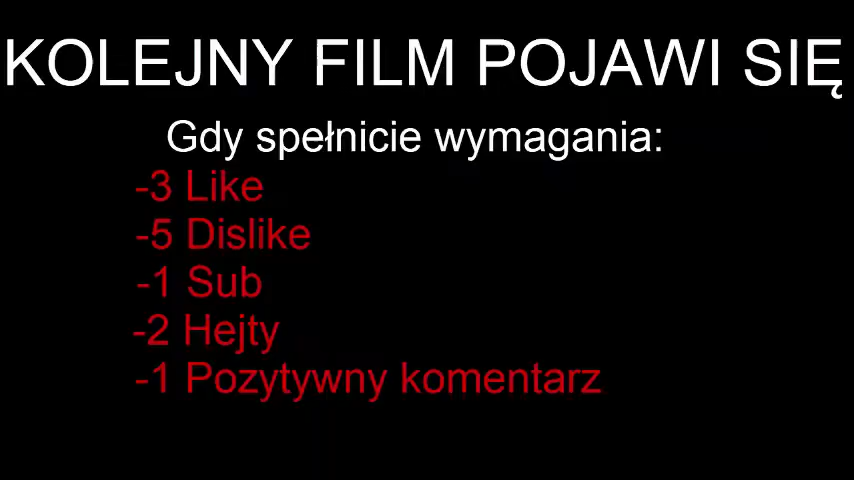 KOLEJNY FILM POJAWI SIĘ
Gdy spełnicie wymagania:
-3 Like
-5 Dislike
-1 Sub
-2 Hejty
-1 Pozytywny komentarz